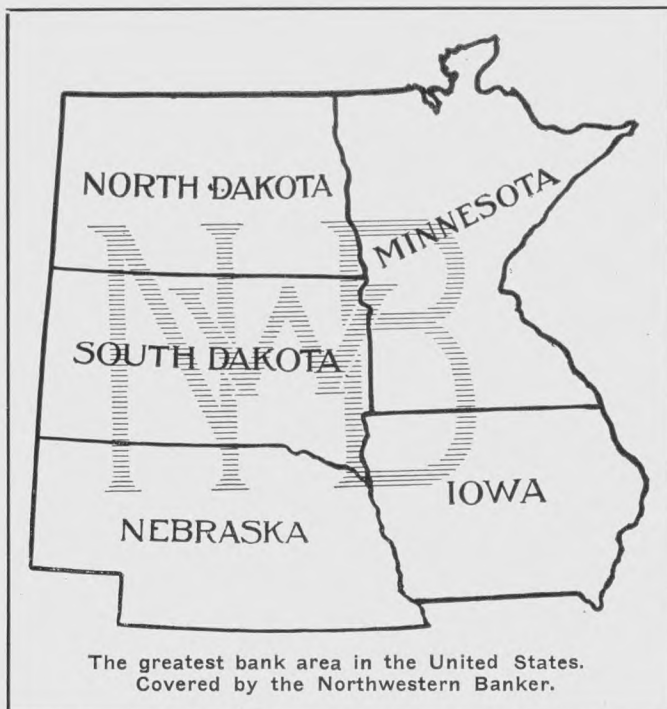 NORTH DAKOTA
MINNESOTA
NWB
SOUTH DAKOTA
IOWA
NEBRASKA
The greatest bank area in the United States.
Covered by the Northwestern Banker.